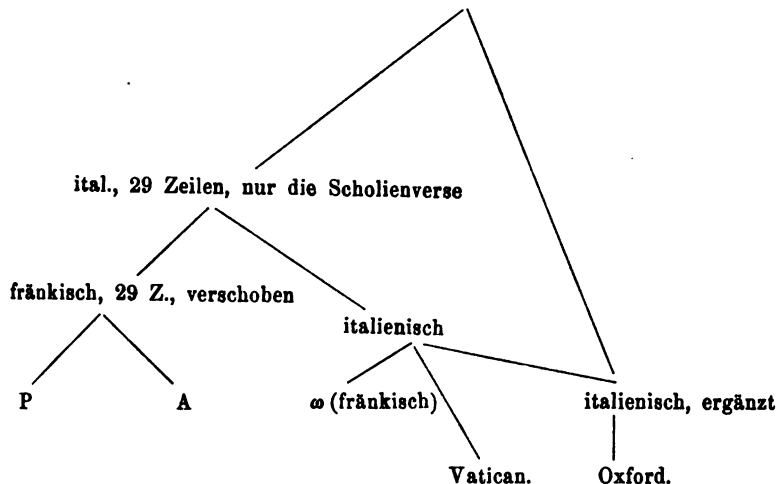 ital., 29 Zeilen, nur die Scholienverse
fränkisch, 29 Z., verschoben
italienisch
P A ω (fränkisch) italienisch, ergänzt
Vatican. Oxford.